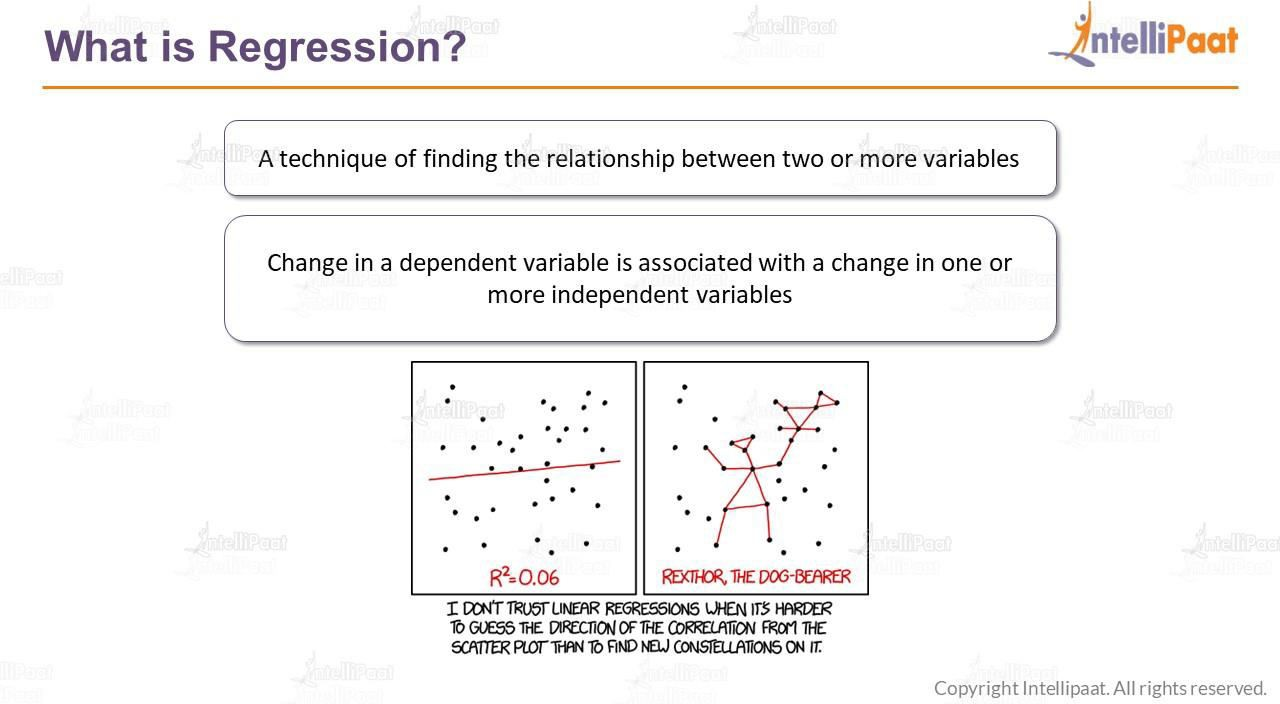 What is Regression?
IntelliPaat
A technique of finding the relationship between two or more variables
Change in a dependent variable is associated with a change in one or
more independent variables
R²=0.06
REXTHOR, THE DOG-BEARER
I DON'T TRUST LINEAR REGRESSIONS WHEN IT'S HARDER
TO GUESS THE DIRECTION OF THE CORRELATION FROM THE
SCATTER PLOT THAN TO FIND NEW CONSTELLATIONS ON IT.
Copyright Intellipaat. All rights reserved.